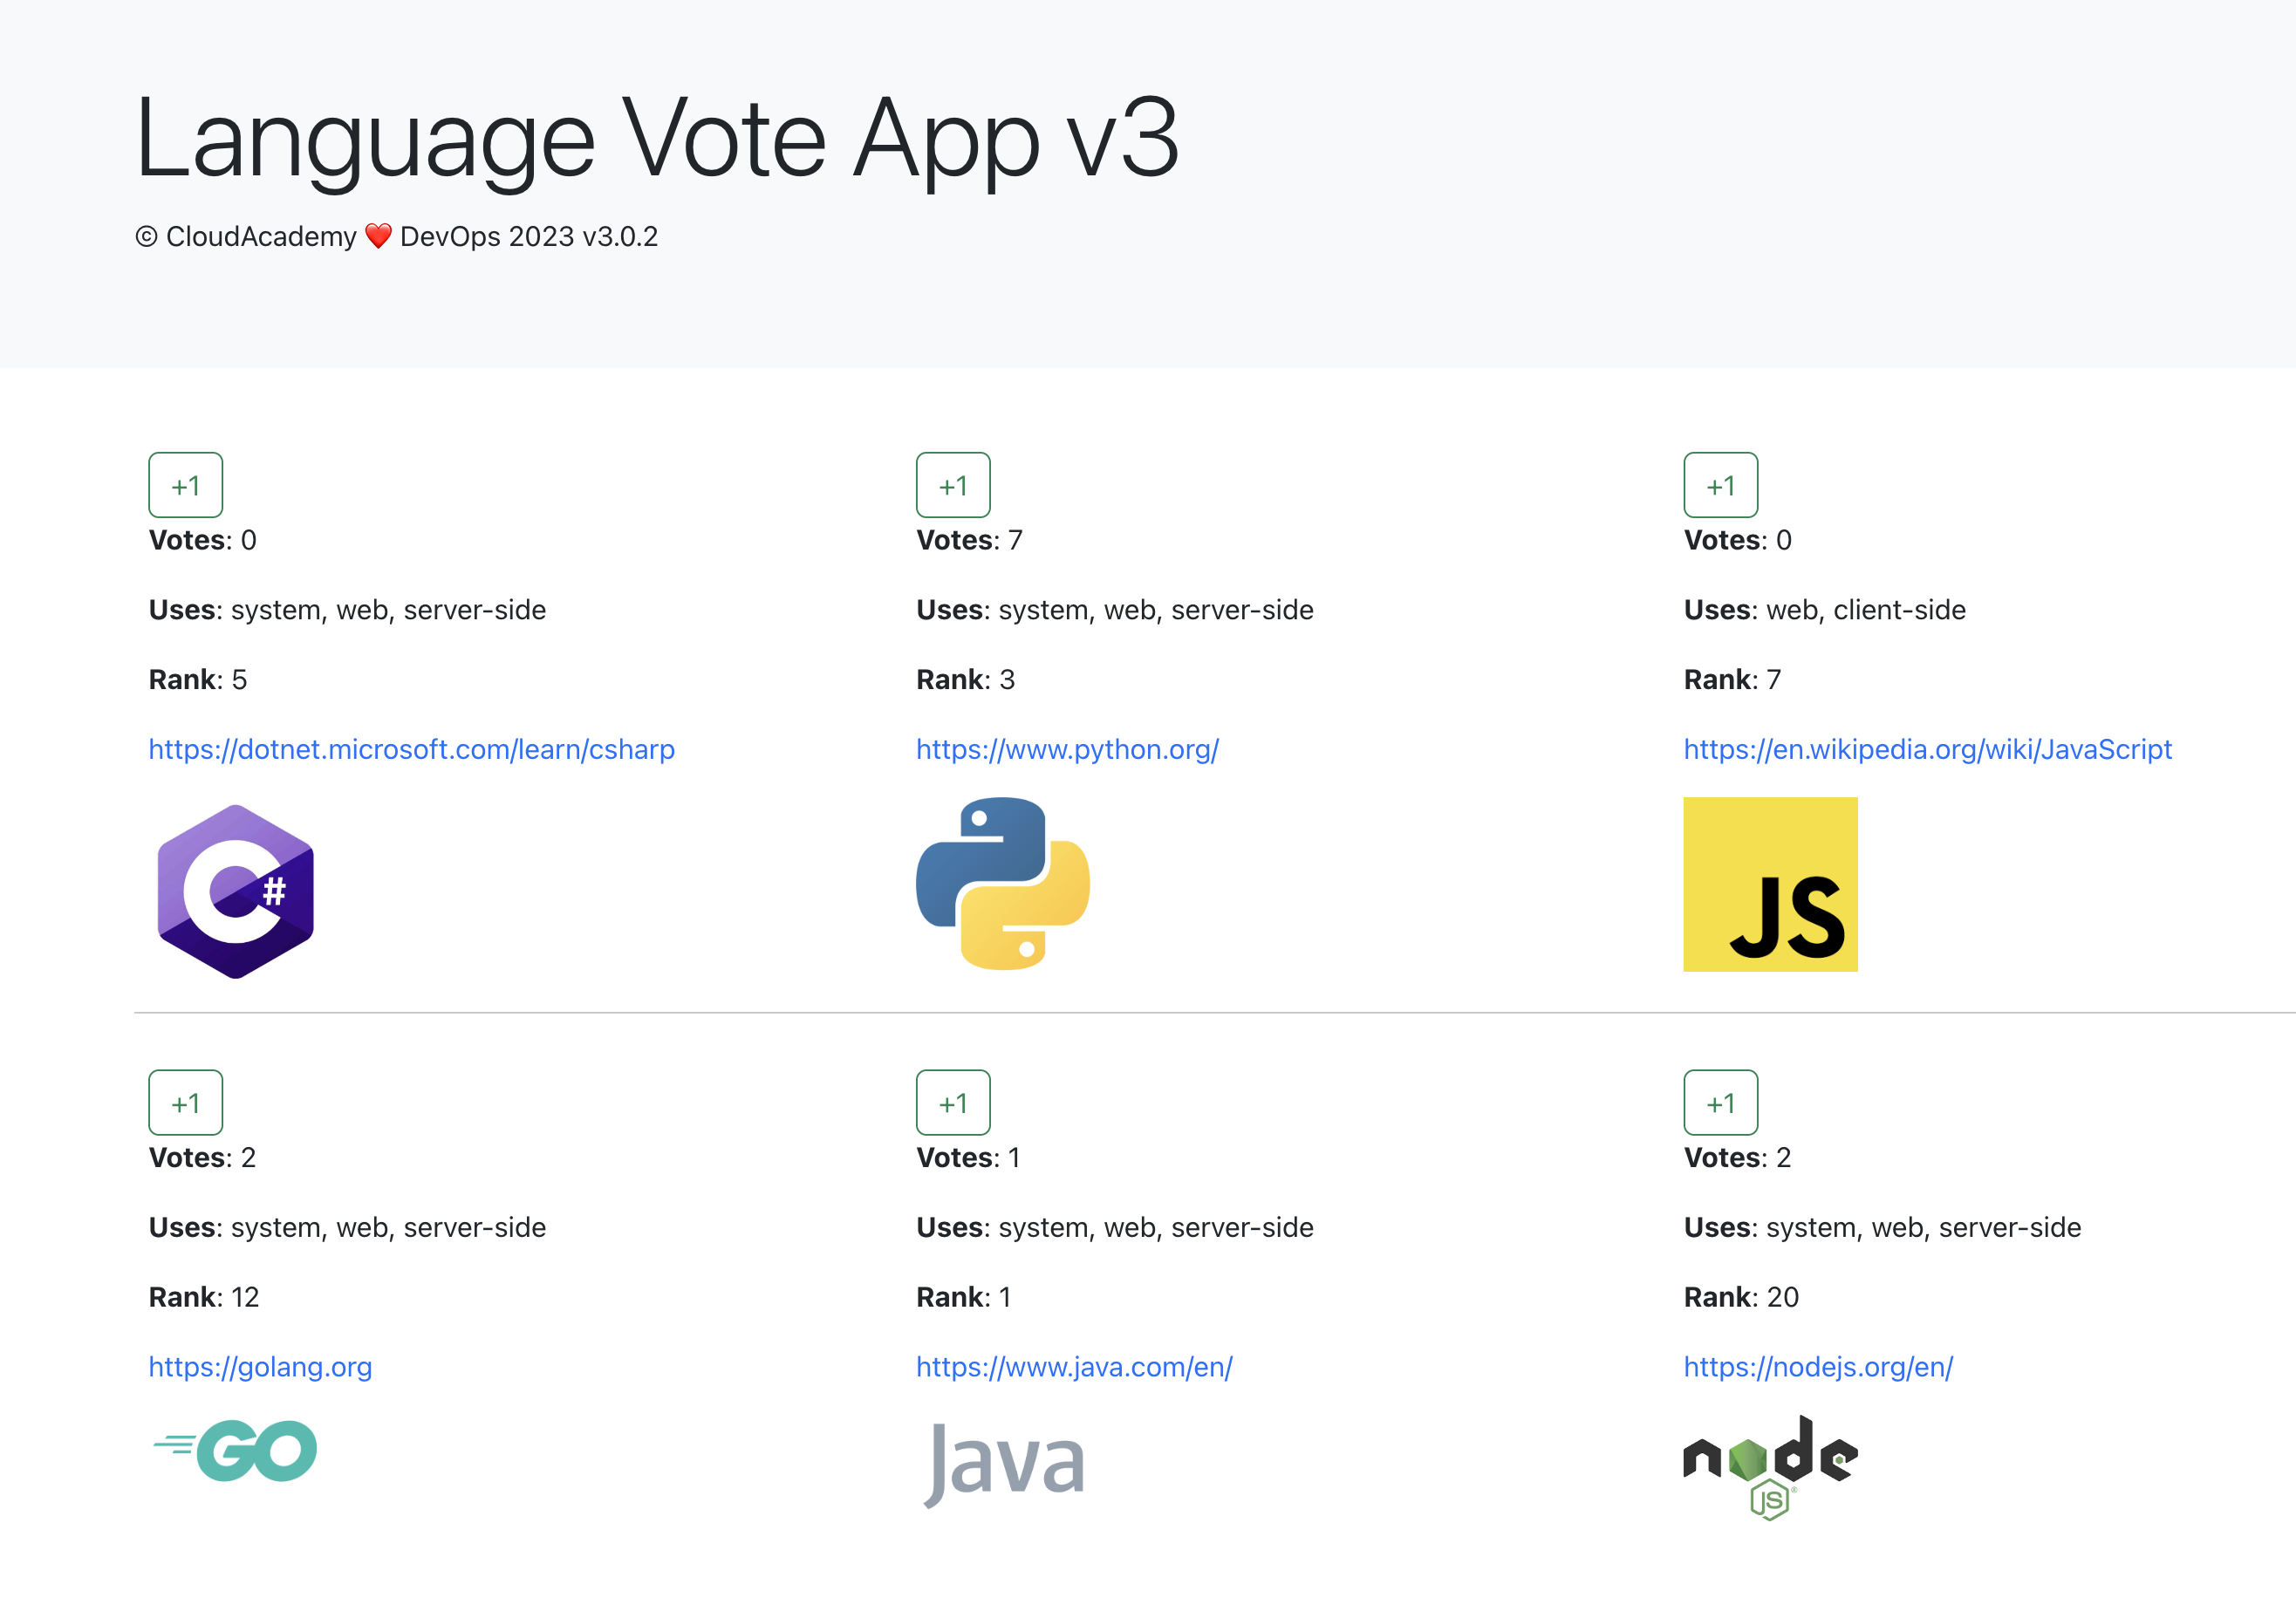 Language Vote App v3
© CloudAcademy ❤️ DevOps 2023 v3.0.2
+1
Votes: 0
Uses: system, web, server-side
Rank: 5
https://dotnet.microsoft.com/learn/csharp
C#
+1
Votes: 7
Uses: system, web, server-side
Rank: 3
https://www.python.org/
+1
Votes: 0
Uses: web, client-side
Rank: 7
https://en.wikipedia.org/wiki/JavaScript
JS
+1
Votes: 2
Uses: system, web, server-side
Rank: 12
https://golang.org
GO
+1
Votes: 1
Uses: system, web, server-side
Rank: 1
https://www.java.com/en/
Java
+1
Votes: 2
Uses: system, web, server-side
Rank: 20
https://nodejs.org/en/
node
JS®